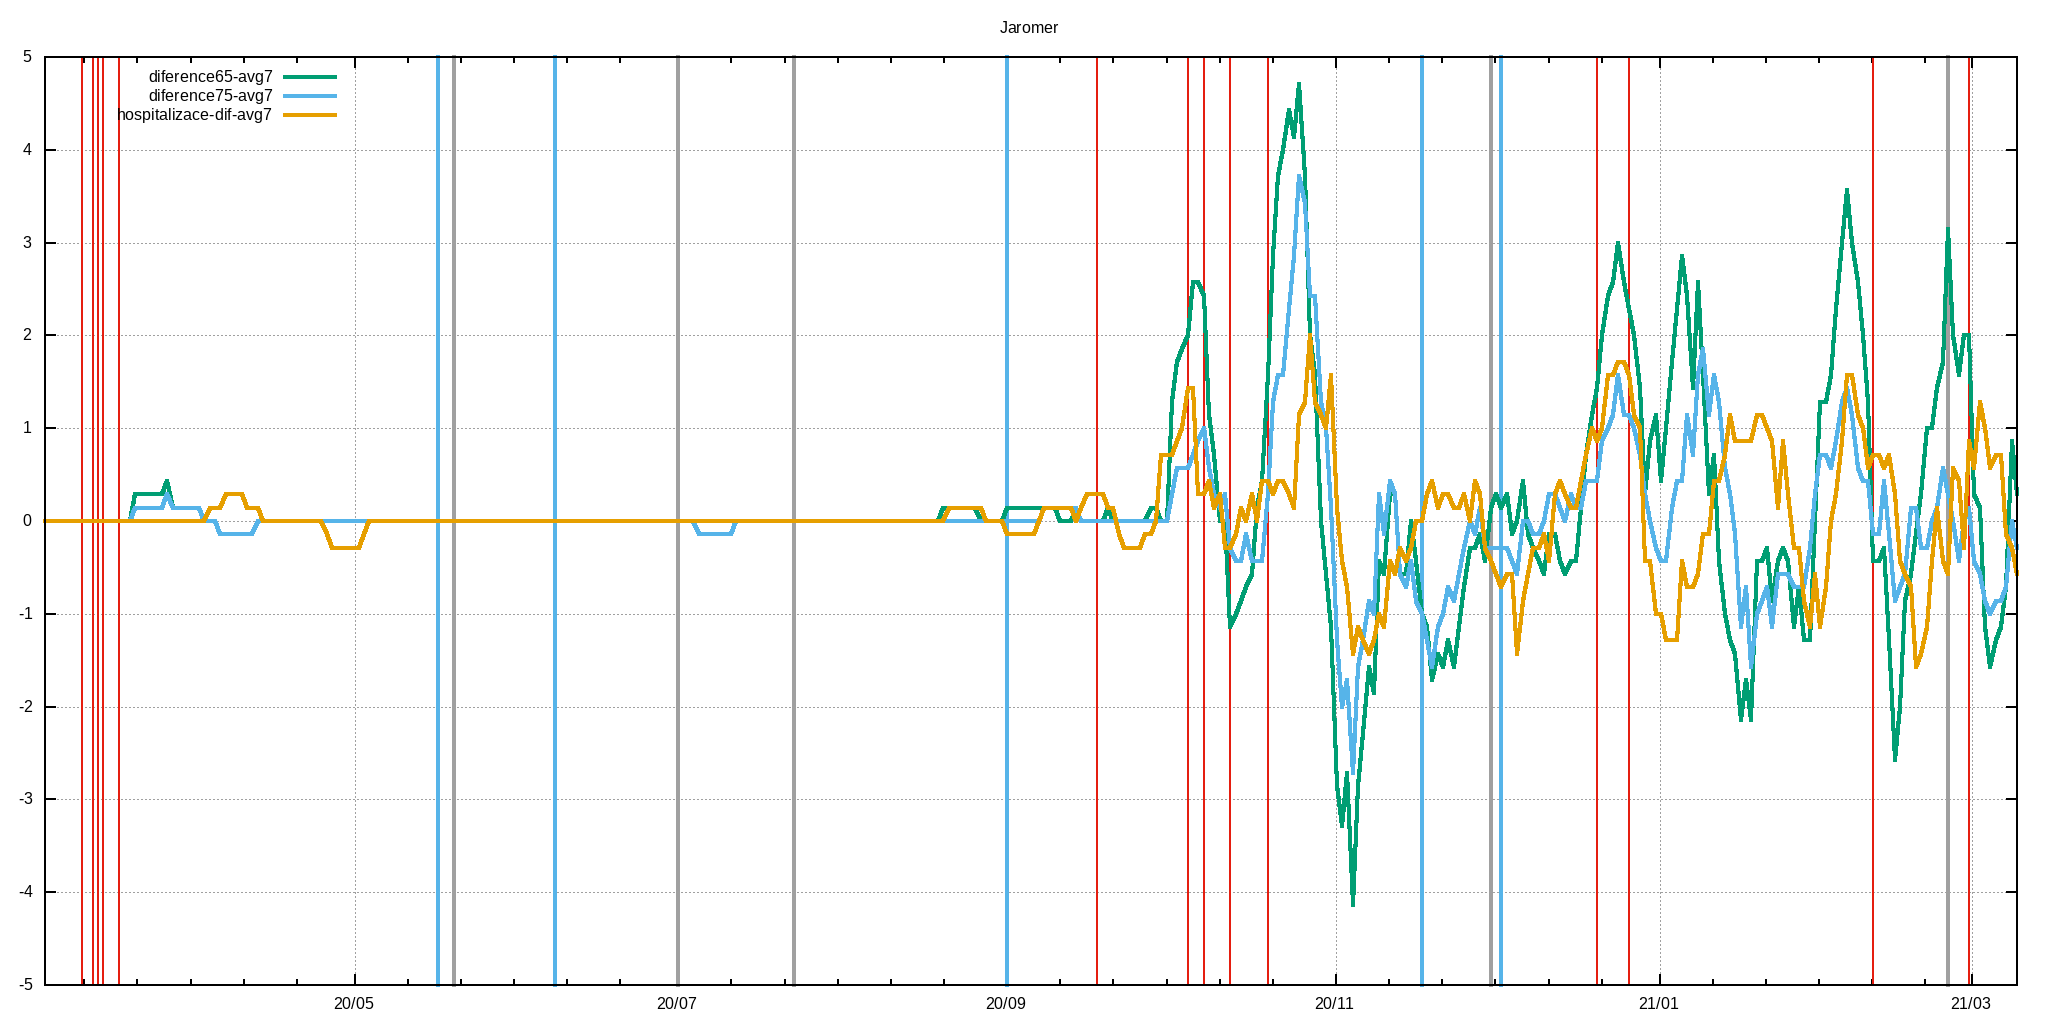 Jaromer
diference65-avg7
diference75-avg7
hospitalizace-dif-avg7
5
4
3
2
1
0
-1
-2
-3
-4
-5
20/05 20/07 20/09 20/11 21/01 21/03